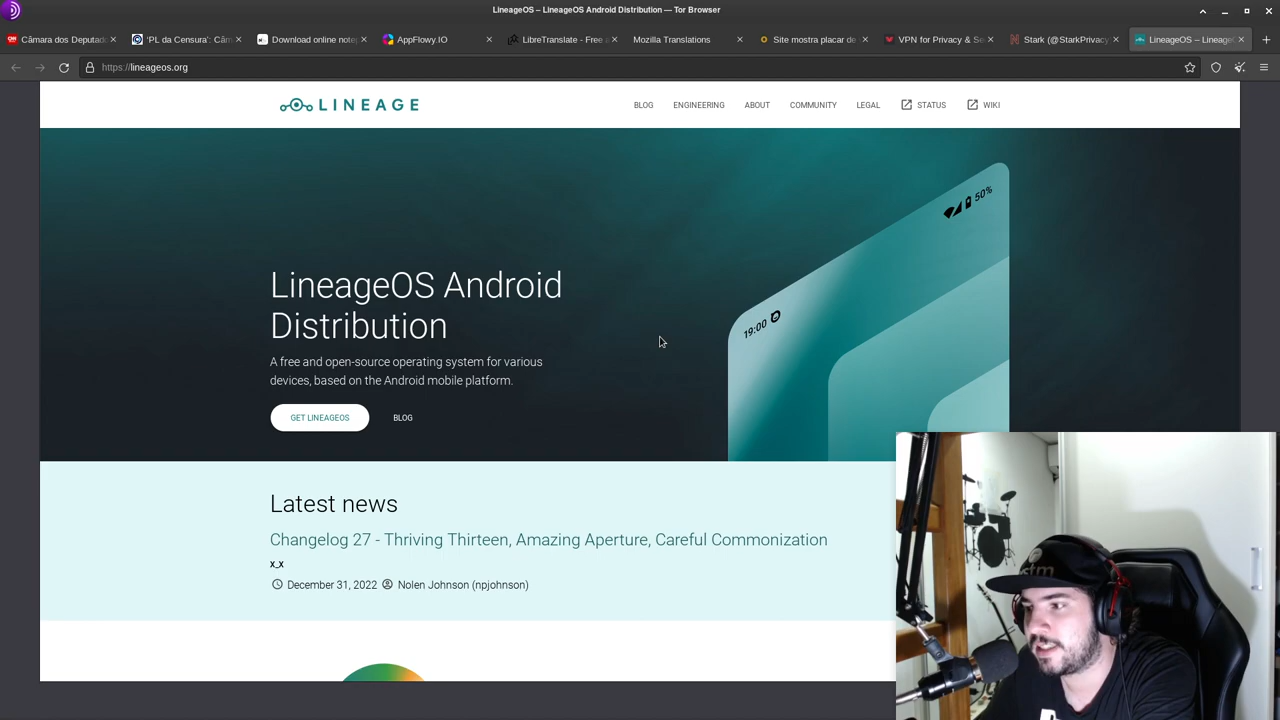 LineageOS – LineageOS Android Distribution — Tor Browser
Câmara dos Deputado
'PL da Censura': Câm
Download online note
AppFlowy.IO
LibreTranslate - Free a
Mozilla Translations
Site mostra placar de
VPN for Privacy & Se
Stark (@StarkPrivacy
LineageOS – LineageO
https://lineageos.org
LINEAGE
BLOG ENGINEERING ABOUT COMMUNITY LEGAL STATUS WIKI
50%
19:00
LineageOS Android
Distribution
A free and open-source operating system for various
devices, based on the Android mobile platform.
GET LINEAGEOS BLOG
Latest news
Changelog 27 - Thriving Thirteen, Amazing Aperture, Careful Commonization
x_x
December 31, 2022 Nolen Johnson (npjohnson)